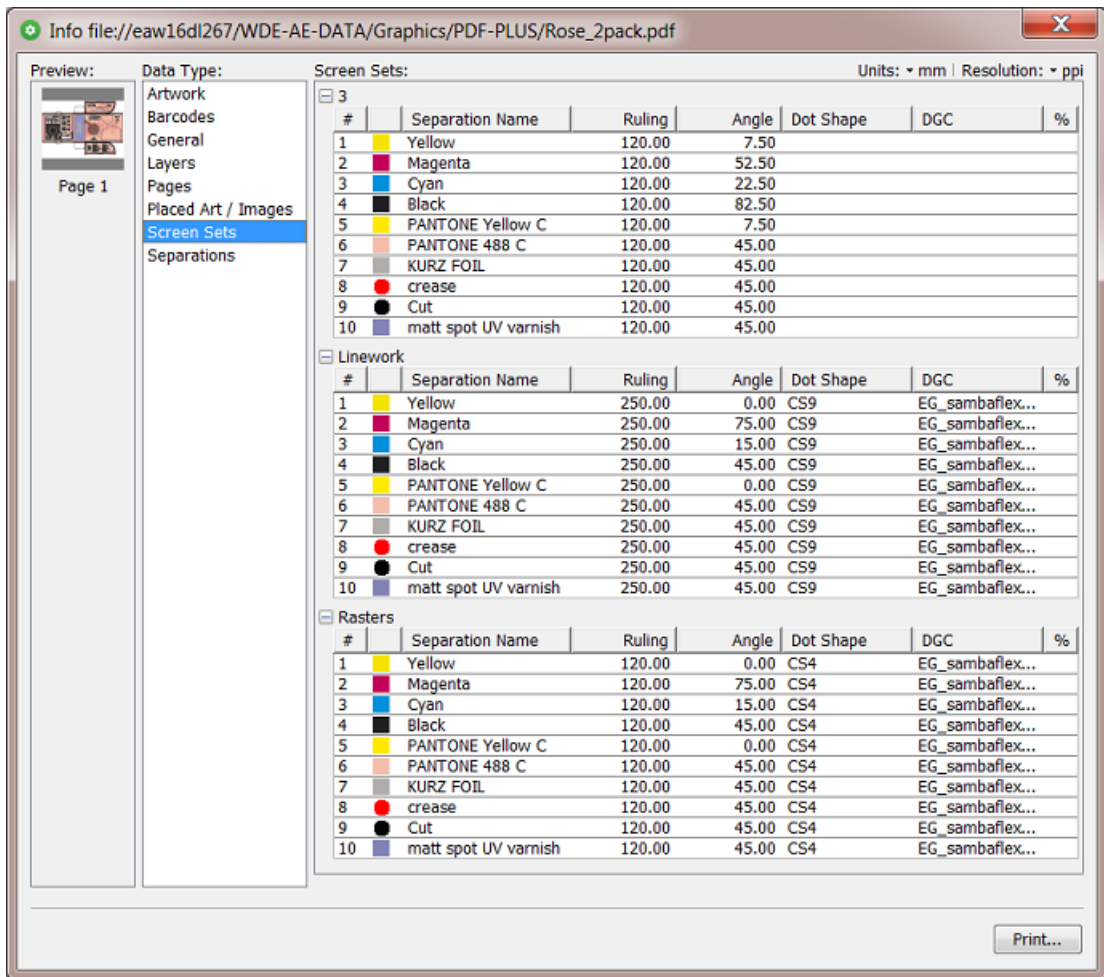 Info file://eaw16dl267/WDE-AE-DATA/Graphics/PDF-PLUS/Rose_2pack.pdf X
Preview: Data Type: Screen Sets: Units: mm | Resolution: ppi
Page 1
Artwork
Barcodes
General
Layers
Pages
Placed Art / Images
Screen Sets
Separations
3
# Separation Name Ruling Angle Dot Shape DGC %
1 Yellow 120.00 7.50
2 Magenta 120.00 52.50
3 Cyan 120.00 22.50
4 Black 120.00 82.50
5 PANTONE Yellow C 120.00 7.50
6 PANTONE 488 C 120.00 45.00
7 KURZ FOIL 120.00 45.00
8 crease 120.00 45.00
9 Cut 120.00 45.00
10 matt spot UV varnish 120.00 45.00
Linework
# Separation Name Ruling Angle Dot Shape DGC %
1 Yellow 250.00 0.00 CS9 EG_sambaflex...
2 Magenta 250.00 75.00 CS9 EG_sambaflex...
3 Cyan 250.00 15.00 CS9 EG_sambaflex...
4 Black 250.00 45.00 CS9 EG_sambaflex...
5 PANTONE Yellow C 250.00 0.00 CS9 EG_sambaflex...
6 PANTONE 488 C 250.00 45.00 CS9 EG_sambaflex...
7 KURZ FOIL 250.00 45.00 CS9 EG_sambaflex...
8 crease 250.00 45.00 CS9 EG_sambaflex...
9 Cut 250.00 45.00 CS9 EG_sambaflex...
10 matt spot UV varnish 250.00 45.00 CS9 EG_sambaflex...
Rasters
# Separation Name Ruling Angle Dot Shape DGC %
1 Yellow 120.00 0.00 CS4 EG_sambaflex...
2 Magenta 120.00 75.00 CS4 EG_sambaflex...
3 Cyan 120.00 15.00 CS4 EG_sambaflex...
4 Black 120.00 45.00 CS4 EG_sambaflex...
5 PANTONE Yellow C 120.00 0.00 CS4 EG_sambaflex...
6 PANTONE 488 C 120.00 45.00 CS4 EG_sambaflex...
7 KURZ FOIL 120.00 45.00 CS4 EG_sambaflex...
8 crease 120.00 45.00 CS4 EG_sambaflex...
9 Cut 120.00 45.00 CS4 EG_sambaflex...
10 matt spot UV varnish 120.00 45.00 CS4 EG_sambaflex...
Print...